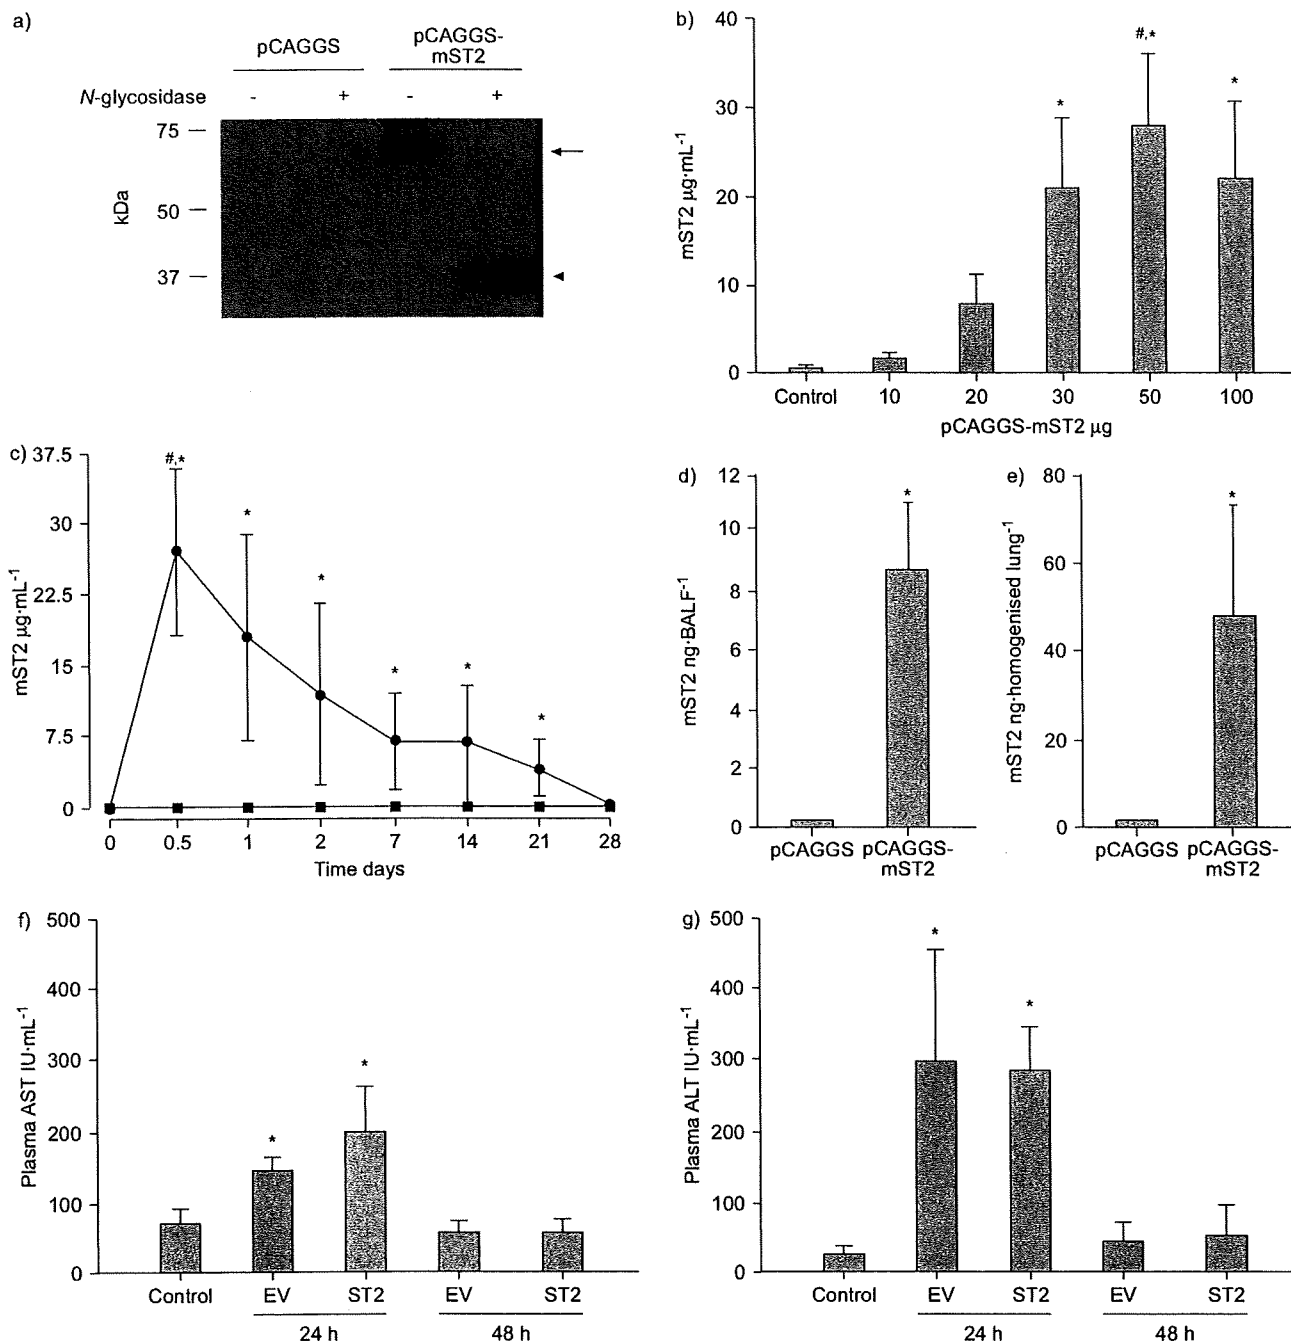 a)
pCAGGS
pCAGGS-
mST2
N-glycosidase
- + - +
75
50
37
kDa
b)
40
30
20
10
0
mST2 µg·mL-1
*
#,*
*
Control 10 20 30 50 100
pCAGGS-mST2 µg
c)
37.5
30
22.5
15
7.5
0
mST2 µg·mL-1
#,*
*
*
*
*
*
0 0.5 1 2 7 14 21 28
Time days
d)
12
10
8
6
4
2
0
mST2 ng·BALF-1
*
pCAGGS pCAGGS-
mST2
e)
80
60
40
20
0
mST2 ng·homogenised lung-1
*
pCAGGS pCAGGS-
mST2
f)
500
400
300
200
100
0
Plasma AST IU·mL-1
*
*
Control EV ST2 EV ST2
24 h 48 h
g)
500
400
300
200
100
0
Plasma ALT IU·mL-1
*
*
Control EV ST2 EV ST2
24 h 48 h